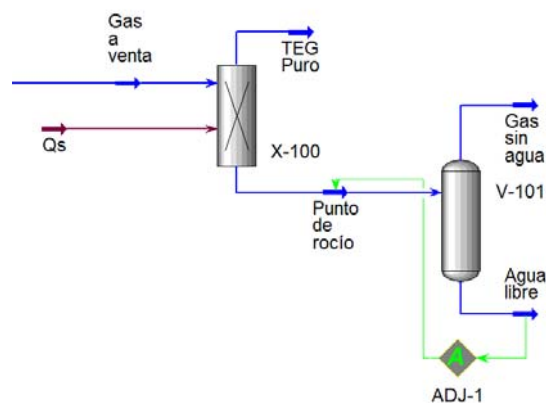 Gas
a
venta
TEG
Puro
Qs
X-100
Gas
sin
agua
V-101
Punto
de
rocío
Agua
libre
A
ADJ-1